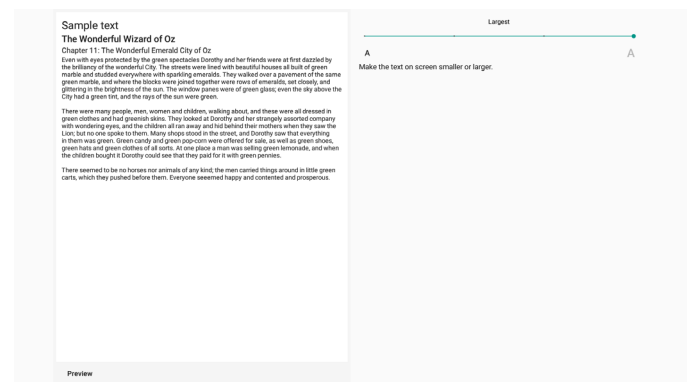 Sample text
The Wonderful Wizard of Oz
Chapter 11: The Wonderful Emerald City of Oz
Even with eyes protected by the green spectacles Dorothy and her friends were at first dazzled by
the brilliancy of the wonderful City. The streets were lined with beautiful houses all built of green
marble and studded everywhere with sparkling emeralds. They walked over a pavement of the same
green marble, and where the blocks were joined together were rows of emeralds, set closely, and
glittering in the brightness of the sun. The window panes were of green glass; even the sky above the
City had a green tint, and the rays of the sun were green.
There were many people, men, women and children, walking about, and these were all dressed in
green clothes and had greenish skins. They looked at Dorothy and her strangely assorted company
with wondering eyes, and the children all ran away and hid behind their mothers when they saw the
Lion; but no one spoke to them. Many shops stood in the street, and Dorothy saw that everything
in them was green. Green candy and green pop-corn were offered for sale, as well as green shoes,
green hats and green clothes of all sorts. At one place a man was selling green lemonade, and when
the children bought it Dorothy could see that they paid for it with green pennies.
There seemed to be no horses nor animals of any kind; the men carried things around in little green
carts, which they pushed before them. Everyone seeemed happy and contented and prosperous.
Preview
Largest
A A
Make the text on screen smaller or larger.